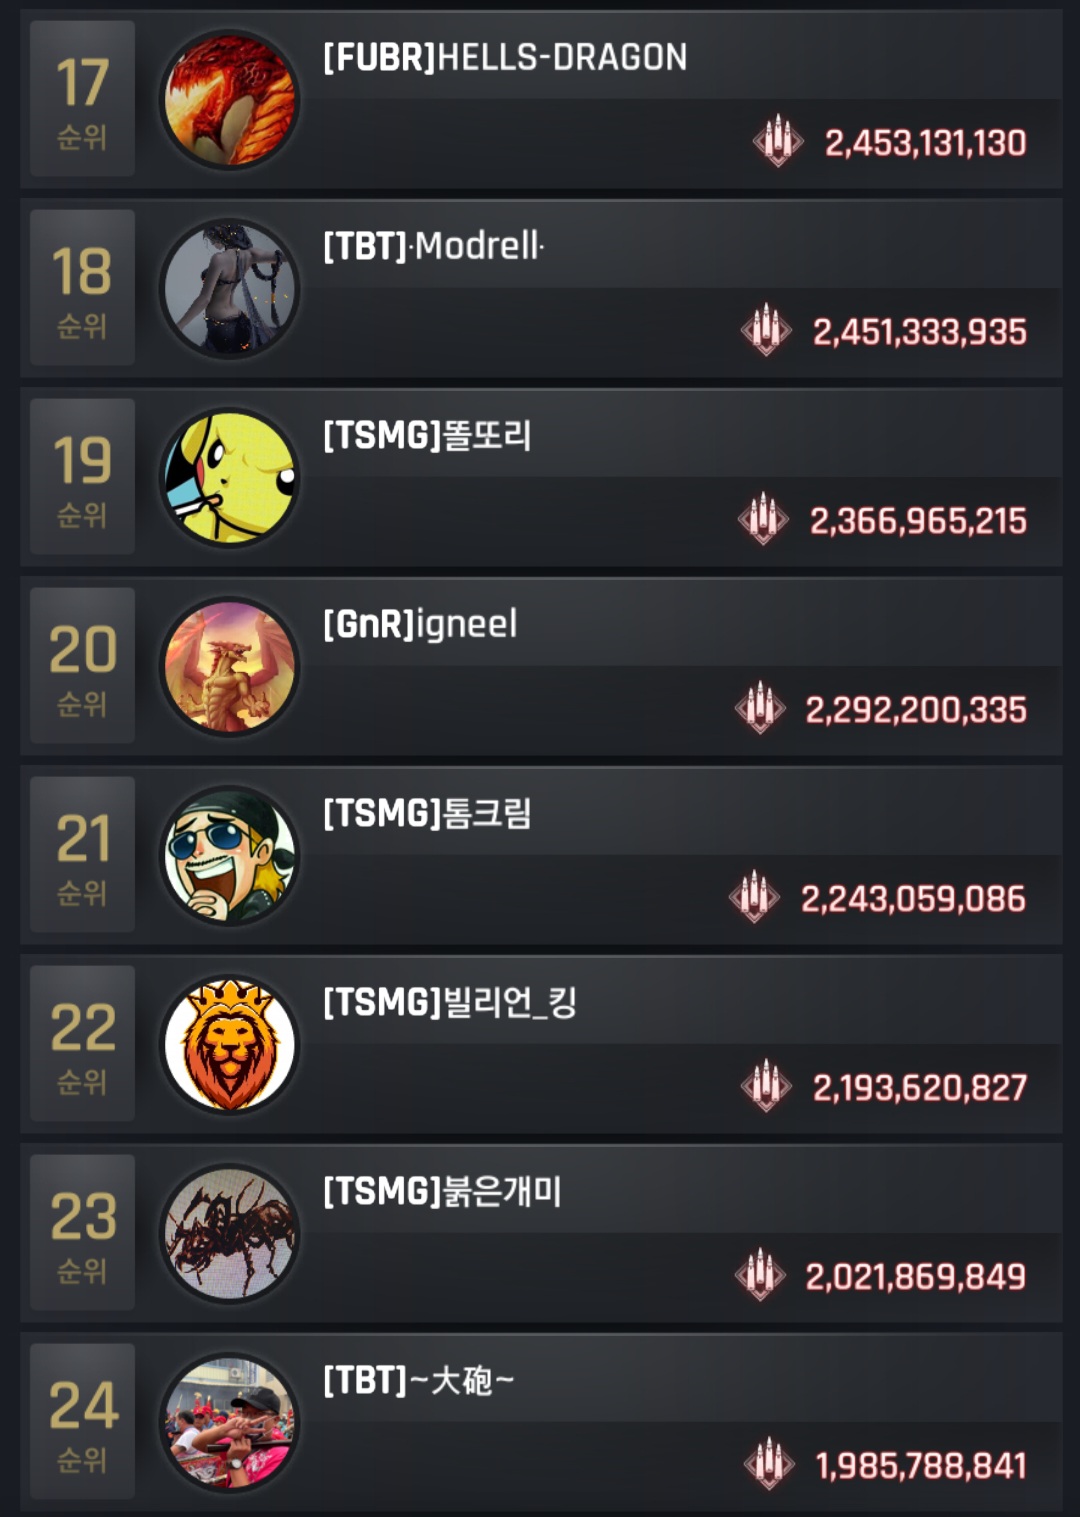 17
순위
[FUBR]HELLS-DRAGON
2,453,131,130
18
순위
[TBT]·Modrell·
2,451,333,935
19
순위
[TSMG]똘또리
2,366,965,215
20
순위
[GnR]igneel
2,292,200,335
21
순위
[TSMG]톰크림
2,243,059,086
22
순위
[TSMG]빌리언_킹
2,193,620,827
23
순위
[TSMG]붉은개미
2,021,869,849
24
순위
[TBT]~大砲~
1,985,788,841